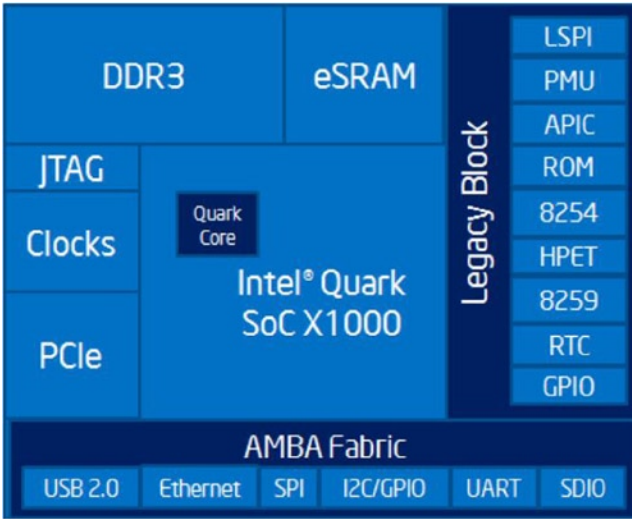 DDR3
eSRAM
JTAG
Clocks
PCIe
Quark
Core
Intel® Quark
SoC X1000
Legacy Block
LSPI
PMU
APIC
ROM
8254
HPET
8259
RTC
GPIO
AMBA Fabric
USB 2.0
Ethernet
SPI
I2C/GPIO
UART
SDIO